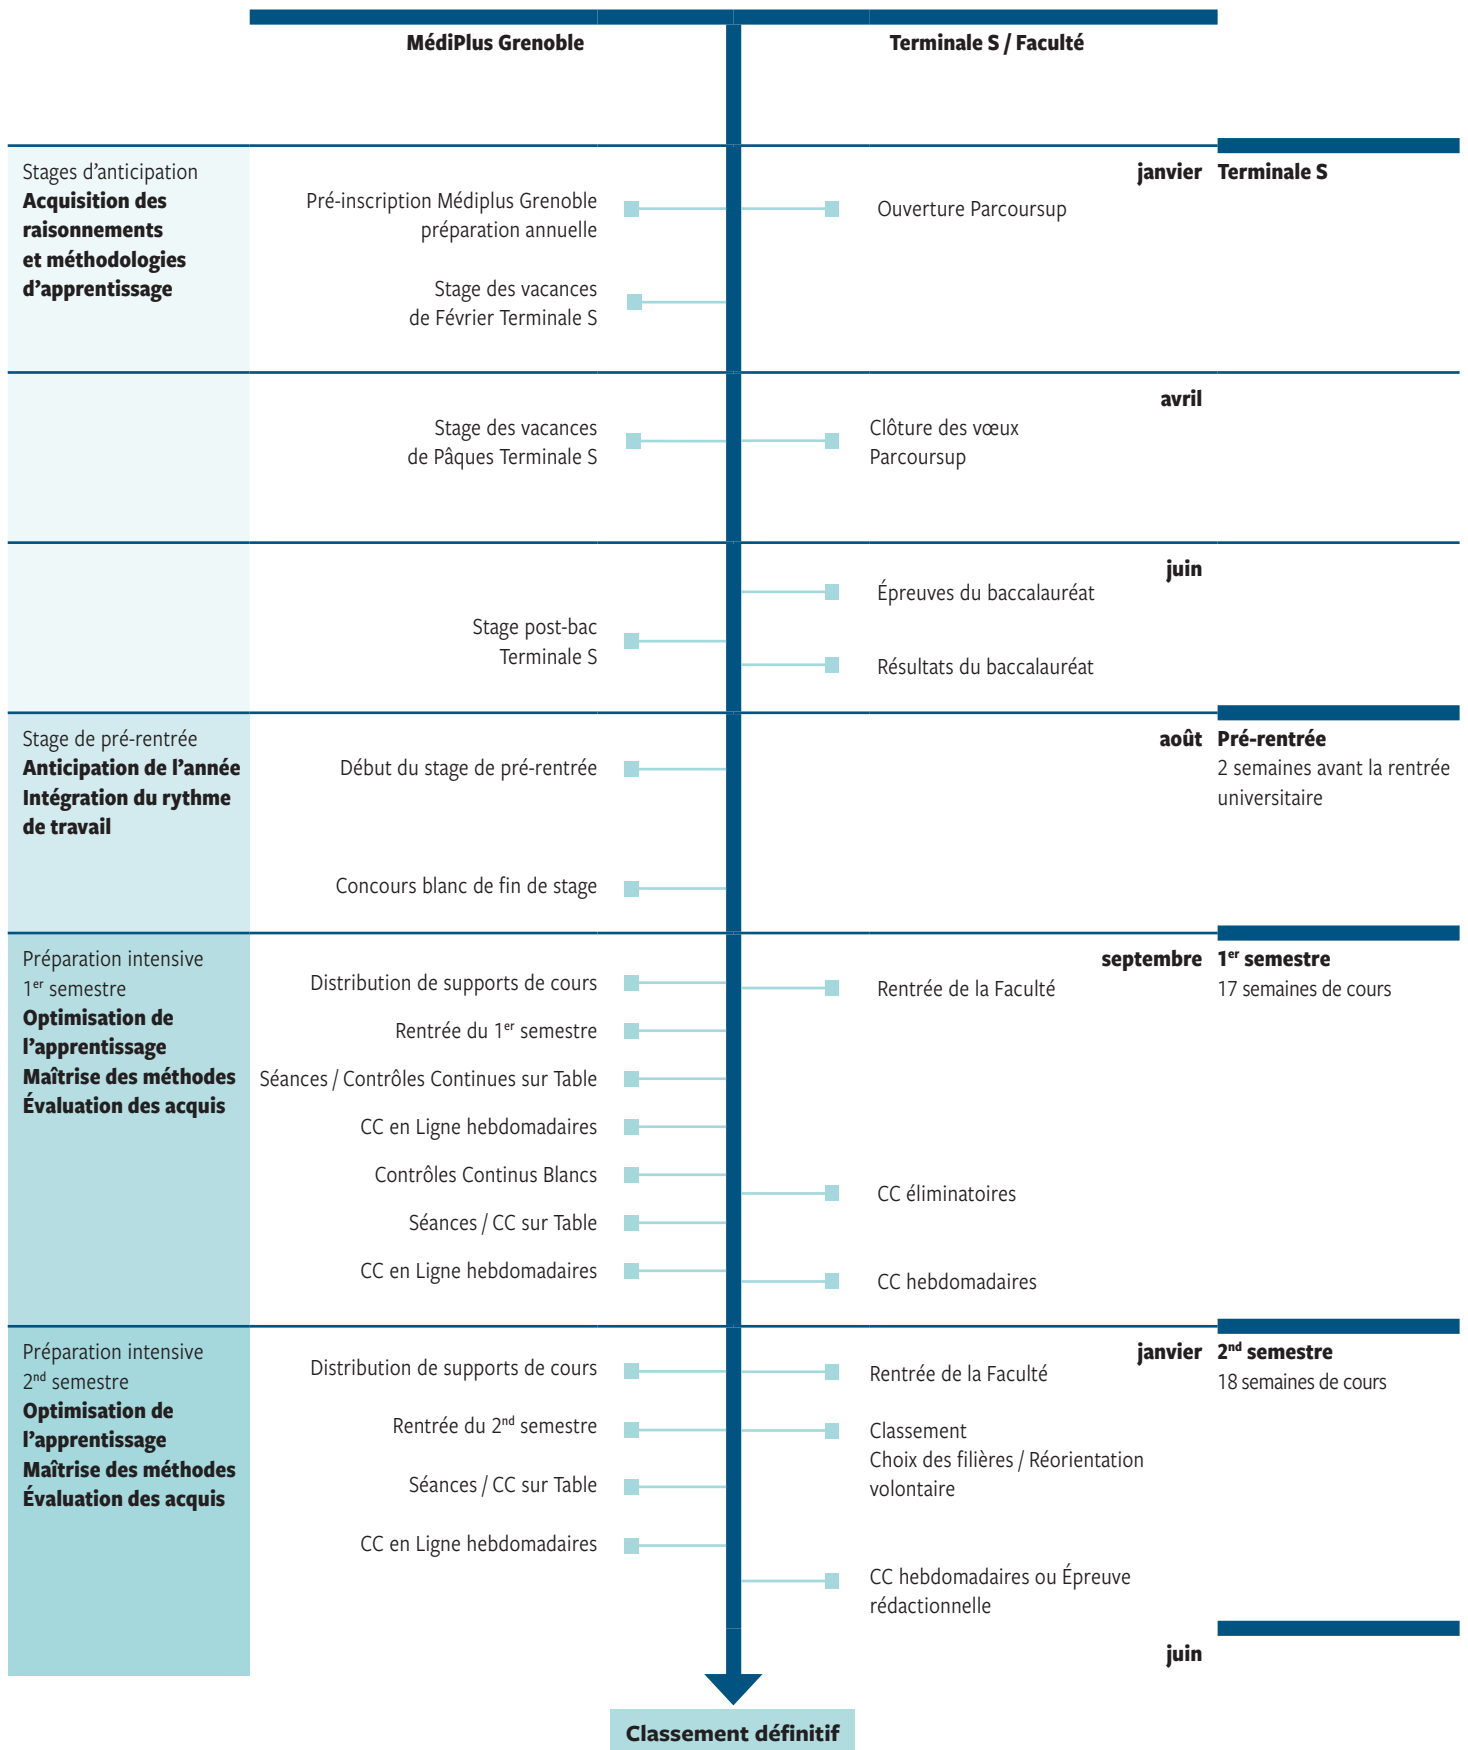 MédiPlus Grenoble
Terminale S / Faculté
Stages d’anticipation
Acquisition des
raisonnements
et méthodologies
d’apprentissage
Pré-inscription Médiplus Grenoble
préparation annuelle
Stage des vacances
de Février Terminale S
janvier
Terminale S
Ouverture Parcoursup
avril
Stage des vacances
de Pâques Terminale S
Clôture des vœux
Parcoursup
juin
Épreuves du baccalauréat
Stage post-bac
Terminale S
Résultats du baccalauréat
Stage de pré-rentrée
Anticipation de l’année
Intégration du rythme
de travail
Début du stage de pré-rentrée
Concours blanc de fin de stage
août
Pré-rentrée
2 semaines avant la rentrée
universitaire
Préparation intensive
1er semestre
Optimisation de
l’apprentissage
Maîtrise des méthodes
Évaluation des acquis
Distribution de supports de cours
Rentrée du 1er semestre
Séances / Contrôles Continues sur Table
CC en Ligne hebdomadaires
Contrôles Continus Blancs
Séances / CC sur Table
CC en Ligne hebdomadaires
septembre
1er semestre
17 semaines de cours
Rentrée de la Faculté
CC éliminatoires
CC hebdomadaires
Préparation intensive
2nd semestre
Optimisation de
l’apprentissage
Maîtrise des méthodes
Évaluation des acquis
Distribution de supports de cours
Rentrée du 2nd semestre
Séances / CC sur Table
CC en Ligne hebdomadaires
janvier
2nd semestre
18 semaines de cours
Rentrée de la Faculté
Classement
Choix des filières / Réorientation
volontaire
CC hebdomadaires ou Épreuve
rédactionnelle
juin
Classement définitif